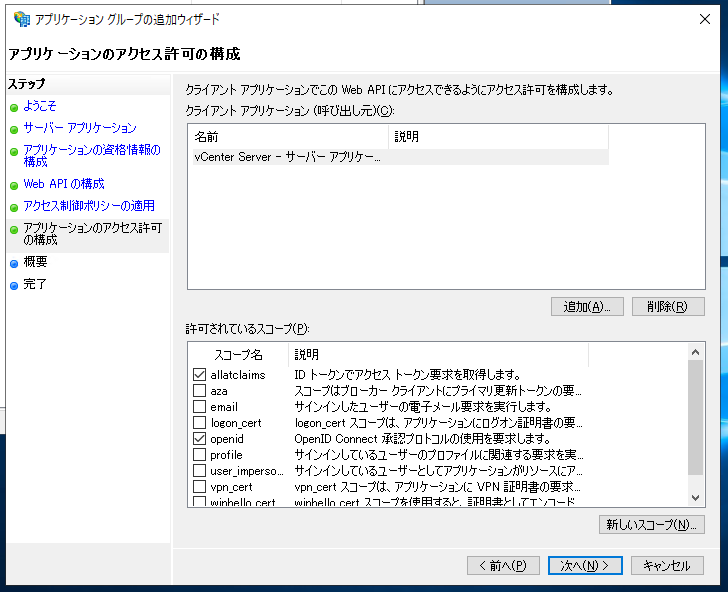 アプリケーション グループの追加ウィザード
アプリケーションのアクセス許可の構成
ステップ
ようこそ
サーバー アプリケーション
アプリケーションの資格情報の
構成
Web API の構成
アクセス制御ポリシーの適用
アプリケーションのアクセス許可
の構成
概要
完了
クライアント アプリケーションでこの Web API にアクセスできるようにアクセス許可を構成します。
クライアント アプリケーション (呼び出し元)(C):
名前 説明
vCenter Server - サーバー アプリケー...
追加(A)... 削除(R)
許可されているスコープ(P):
スコープ名 説明
allatclaims ID トークンでアクセス トークン要求を取得します。
aza スコープはブローカー クライアントにプライマリ更新トークンの要...
email サインインしたユーザーの電子メール要求を実行します。
logon_cert logon_cert スコープは、アプリケーションにログオン証明書の要...
openid OpenID Connect 承認プロトコルの使用を要求します。
profile サインインしているユーザーのプロファイルに関連する要求を実...
user_imperso... サインインしているユーザーとしてアプリケーションがリソースにア...
vpn_cert vpn_cert スコープは、アプリケーションに VPN 証明書の要求...
winhello_cert winhello_cert スコープを使用すると、証明書としてエンコード
新しいスコープ(N)...
< 前へ(P) 次へ(N) > キャンセル